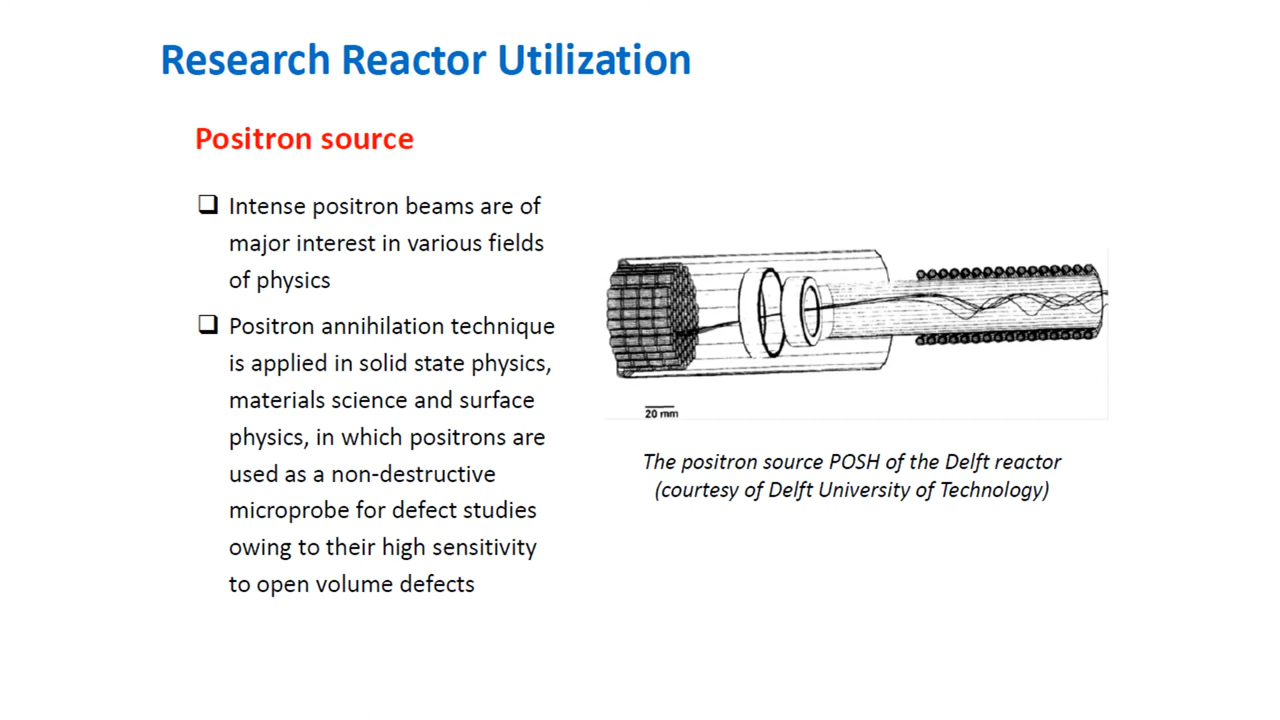 Research Reactor Utilization
Positron source
Intense positron beams are of
major interest in various fields
of physics
Positron annihilation technique
is applied in solid state physics,
materials science and surface
physics, in which positrons are
used as a non-destructive
microprobe for defect studies
owing to their high sensitivity
to open volume defects
20 mm
The positron source POSH of the Delft reactor
(courtesy of Delft University of Technology)